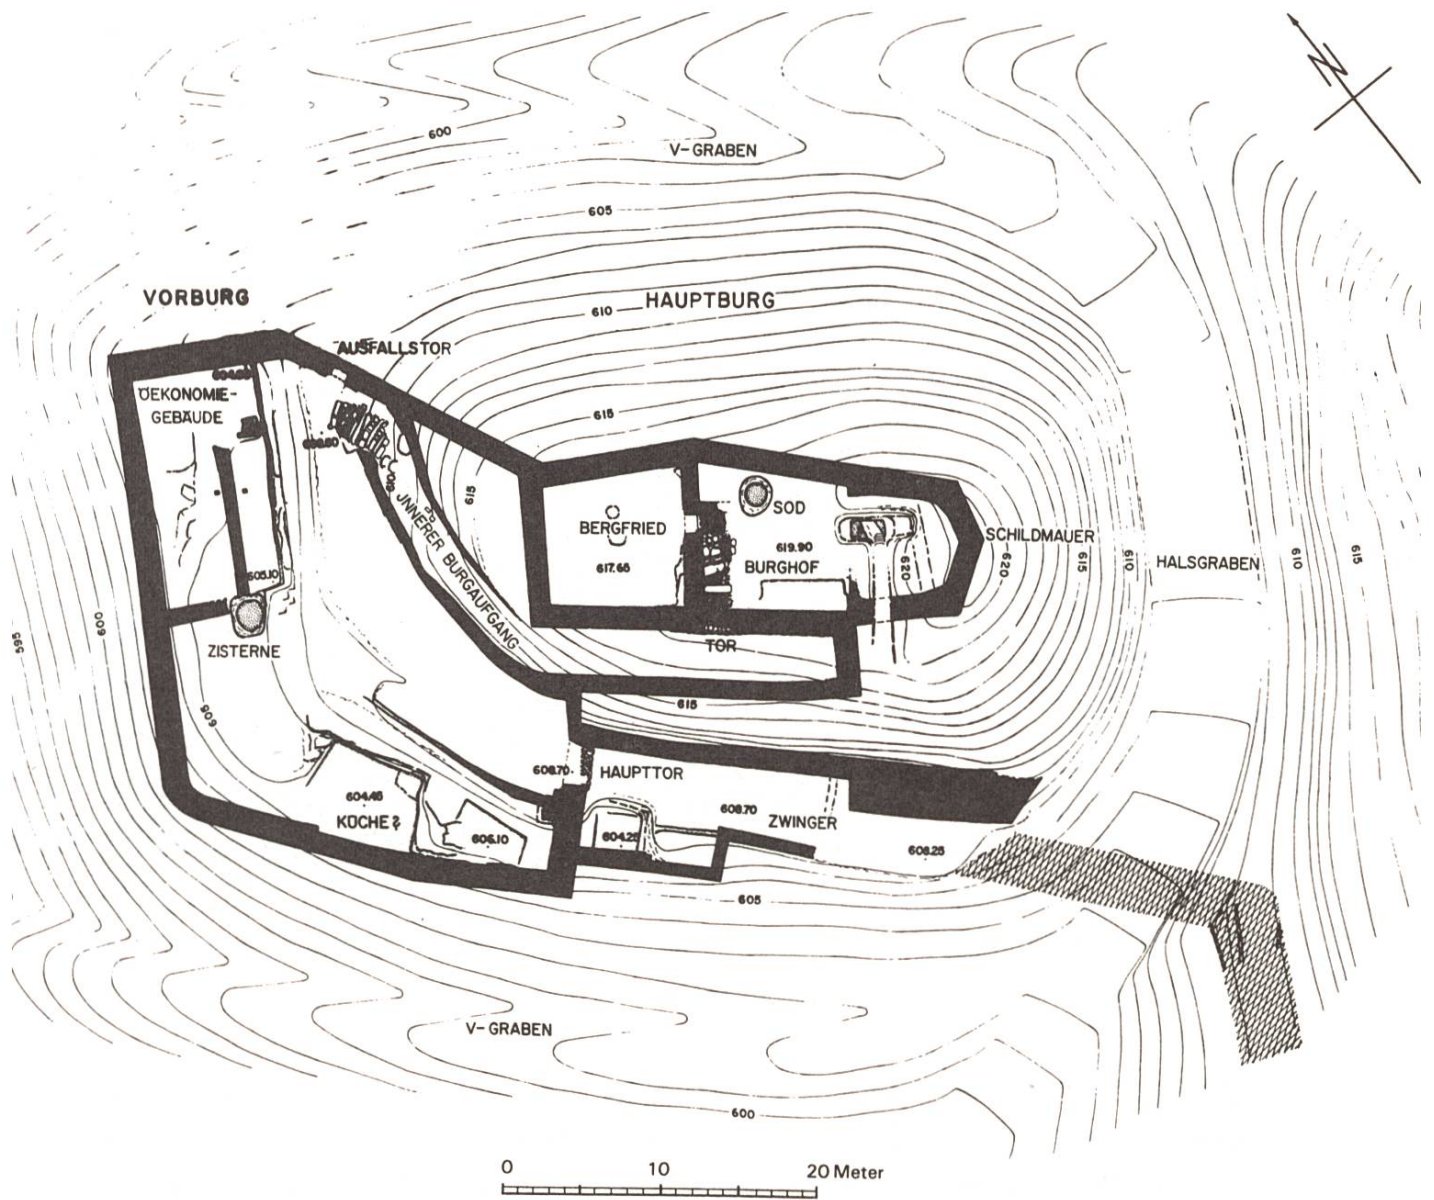 N
600
V-GRABEN
605
VORBURG
HAUPTBURG
610
AUSFALLSTOR
OEKONOMIE-
GEBÄUDE
615
615
610
JNNERER BURGAUFGANG
BERGFRIED
617.65
SOD
619.90
BURGHOF
620
SCHILDMAUER
620
615
610
HALSGRABEN
610
615
605.10
600
595
ZISTERNE
TOR
605
615
608.70
HAUPTTOR
604.45
KÜCHE?
605.10
604.25
608.70
ZWINGER
608.25
605
V-GRABEN
600
0 10 20 Meter